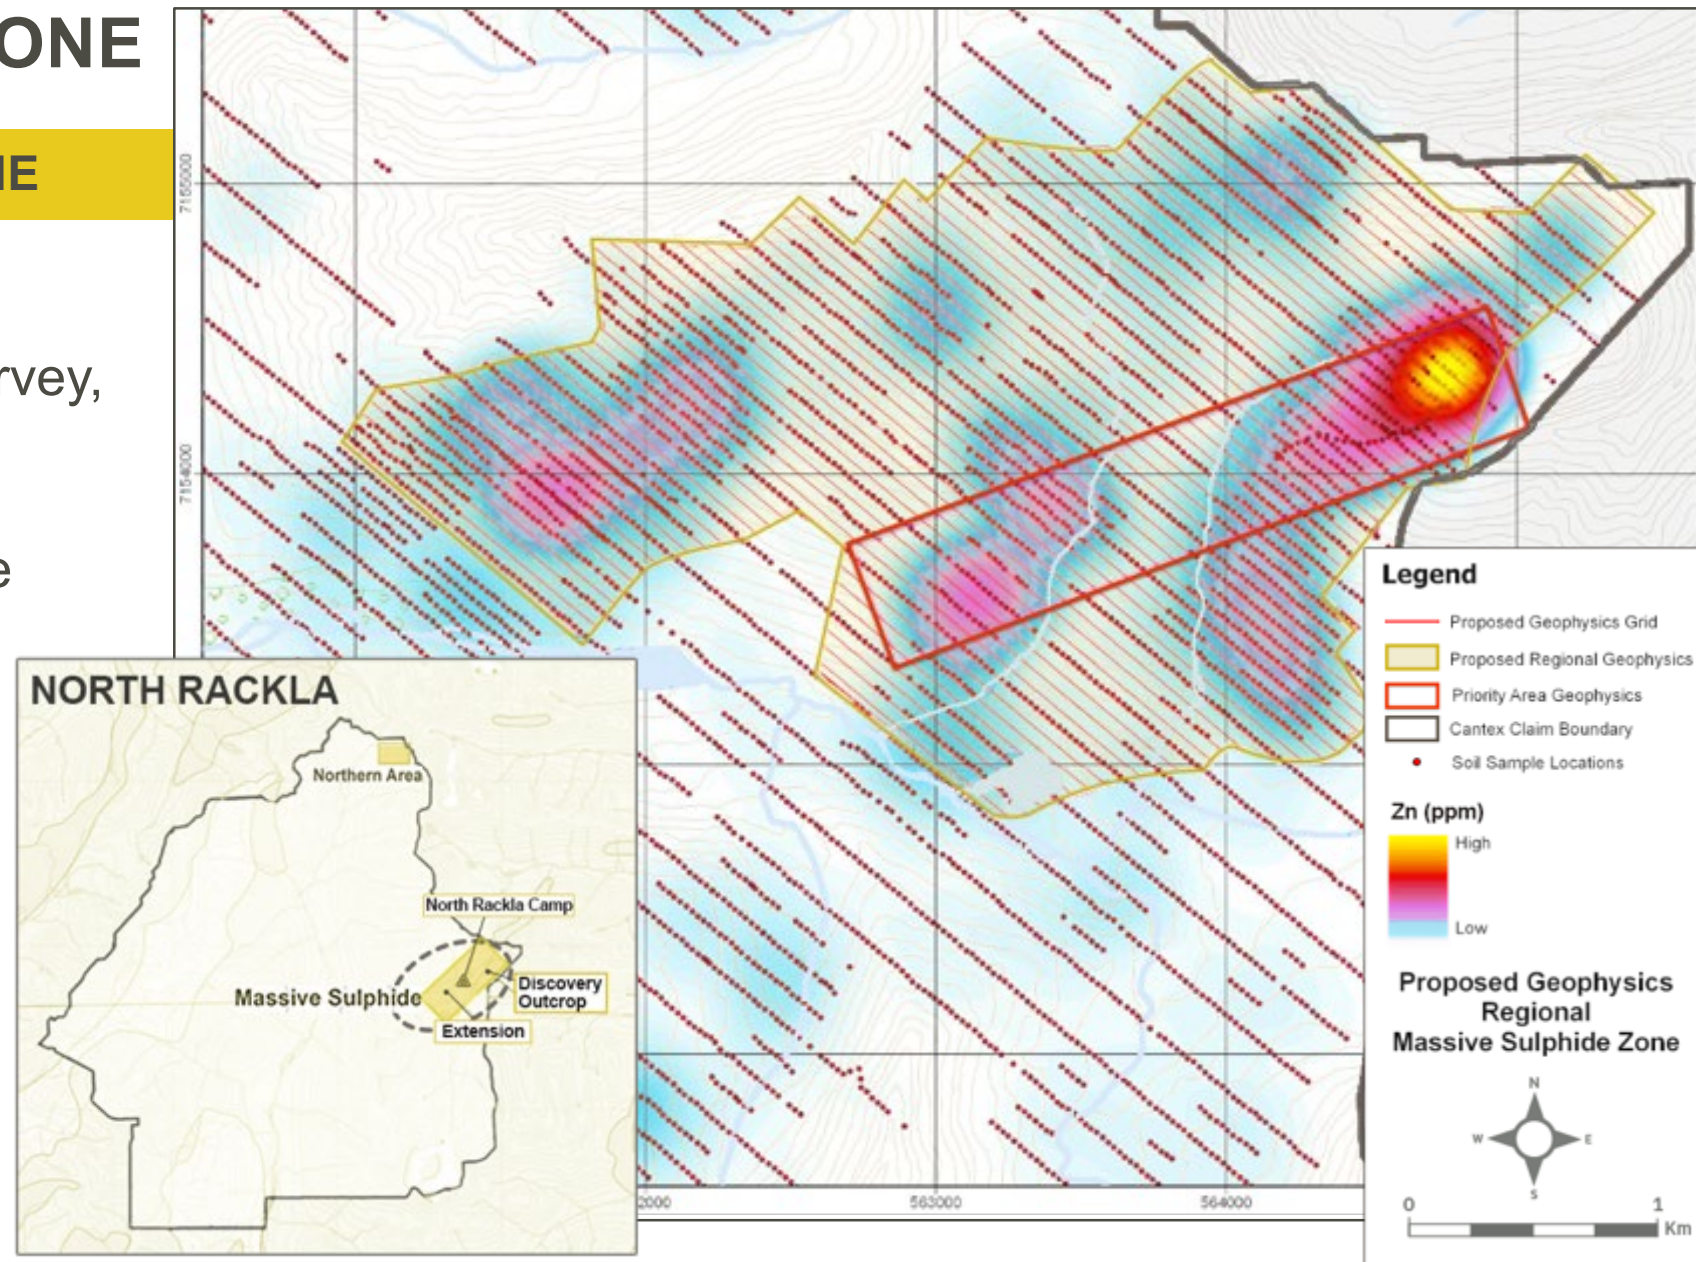 ONE
IE
rvey,
e
7155000
7154000
NORTH RACKLA
Northern Area
North Rackla Camp
Massive Sulphide
Discovery
Outcrop
Extension
2000
563000
564000
Legend
Proposed Geophysics Grid
Proposed Regional Geophysics
Priority Area Geophysics
Cantex Claim Boundary
Soil Sample Locations
Zn (ppm)
High
Low
Proposed Geophysics
Regional
Massive Sulphide Zone
N
W
E
S
0
1
Km